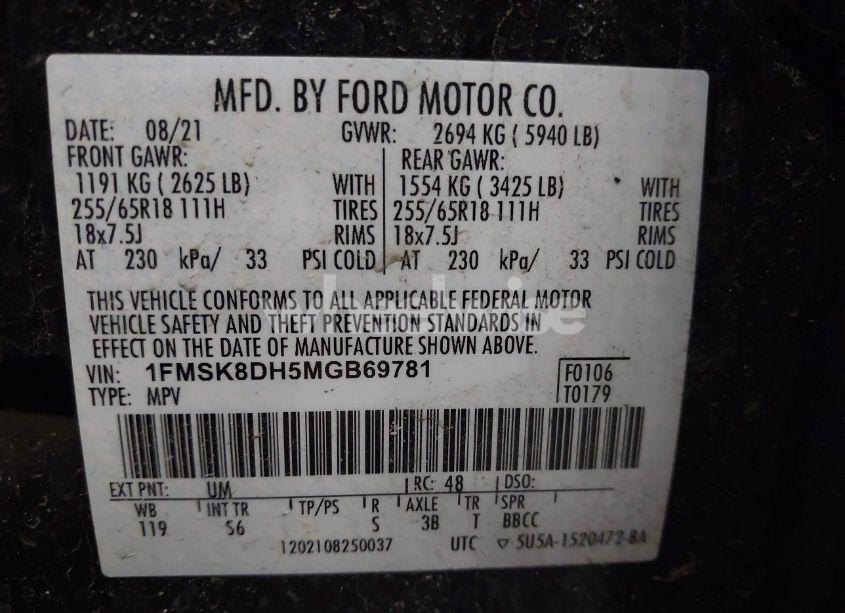 MFD. BY FORD MOTOR CO.
DATE: 08/21 GVWR: 2694 KG ( 5940 LB)
FRONT GAWR: REAR GAWR:
1191 KG ( 2625 LB) WITH 1554 KG ( 3425 LB) WITH
255/65R18 111H TIRES 255/65R18 111H TIRES
18x7.5J RIMS 18x7.5J RIMS
AT 230 kPa/ 33 PSI COLD AT 230 kPa/ 33 PSI COLD
THIS VEHICLE CONFORMS TO ALL APPLICABLE FEDERAL MOTOR
VEHICLE SAFETY AND THEFT PREVENTION STANDARDS IN
EFFECT ON THE DATE OF MANUFACTURE SHOWN ABOVE.
VIN: 1FMSK8DH5MGB69781 F0106
TYPE: MPV T0179
EXT PNT: UM RC: 48 DSO:
WB INT TR TP/PS R AXLE TR SPR
119 S6 S 3B T BBCC
1202108250037 UTC ▽ 5U5A-1520472-BA